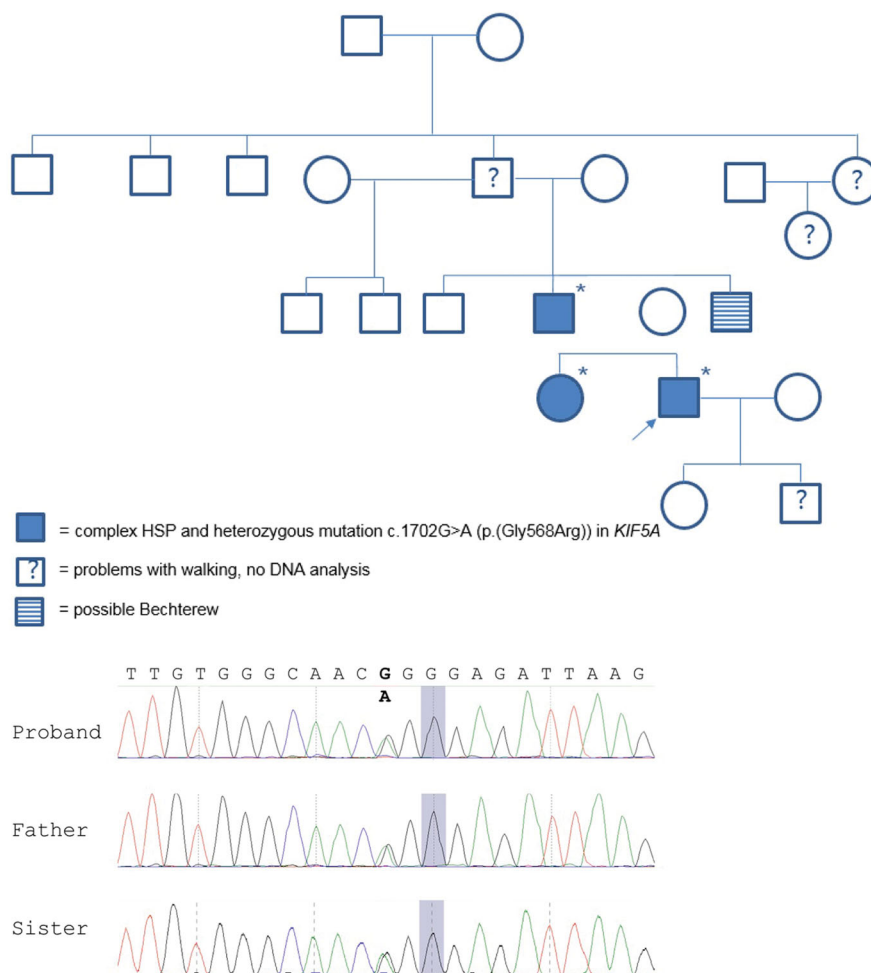 ?
?
?
*
* *
?
= complex HSP and heterozygous mutation c.1702G>A (p.(Gly568Arg)) in KIF5A
? = problems with walking, no DNA analysis
= possible Bechterew
T T G T G G G C A A C G G G G A G A T T A A G
A
Proband
Father
Sister